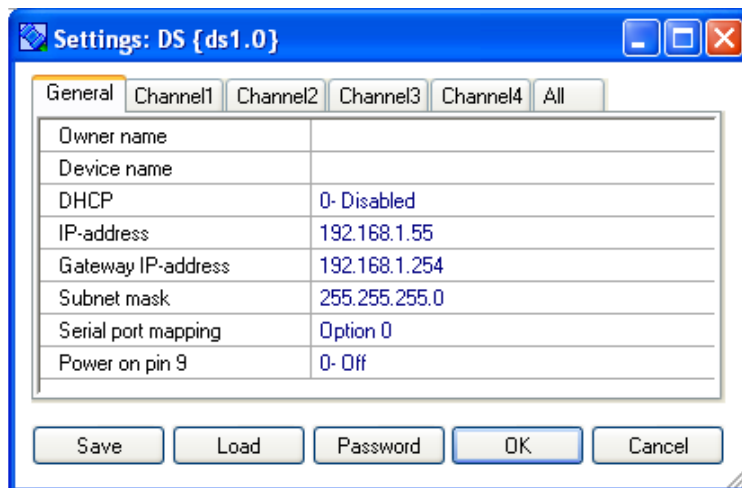 Settings: DS {ds1.0}
General Channel1 Channel2 Channel3 Channel4 All
Owner name
Device name
DHCP 0- Disabled
IP-address 192.168.1.55
Gateway IP-address 192.168.1.254
Subnet mask 255.255.255.0
Serial port mapping Option 0
Power on pin 9 0- Off
Save Load Password OK Cancel